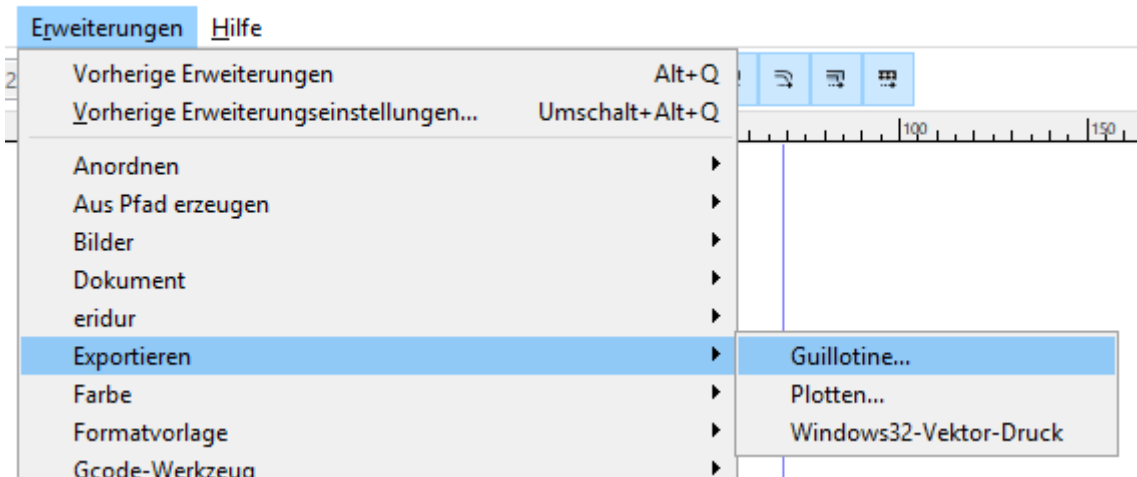 Erweiterungen Hilfe
2
Vorherige Erweiterungen Alt+Q
Vorherige Erweiterungseinstellungen... Umschalt+Alt+Q
100 150
Anordnen
Aus Pfad erzeugen
Bilder
Dokument
eridur
Exportieren Guillotine...
Farbe Plotten...
Formatvorlage Windows32-Vektor-Druck
Gcode-Werkzeug